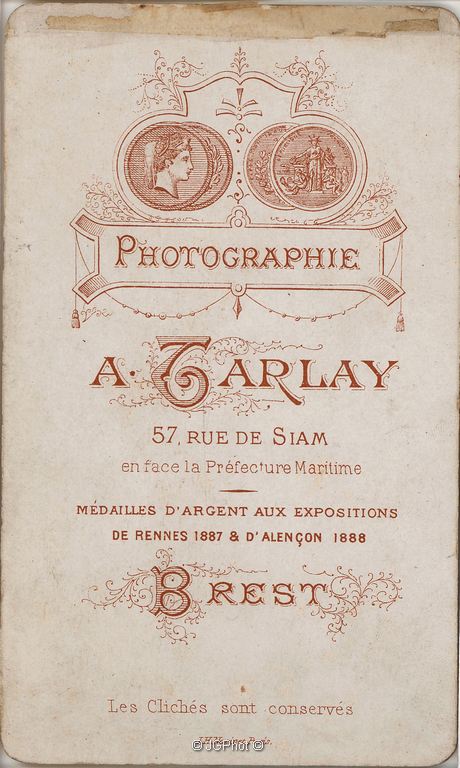 PHOTOGRAPHIE
A. TARLAY
57, RUE DE SIAM
en face la Préfecture Maritime
MÉDAILLES D'ARGENT AUX EXPOSITIONS
DE RENNES 1887 & D'ALENÇON 1888
BREST
Les Clichés sont conservés
© JGPhot ©